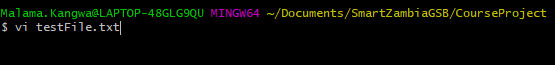 Malama.Kangwa@LAPTOP-48GLG9QU MINGW64 ~/Documents/SmartZambiaGSB/CourseProject
$ vi testFile.txt